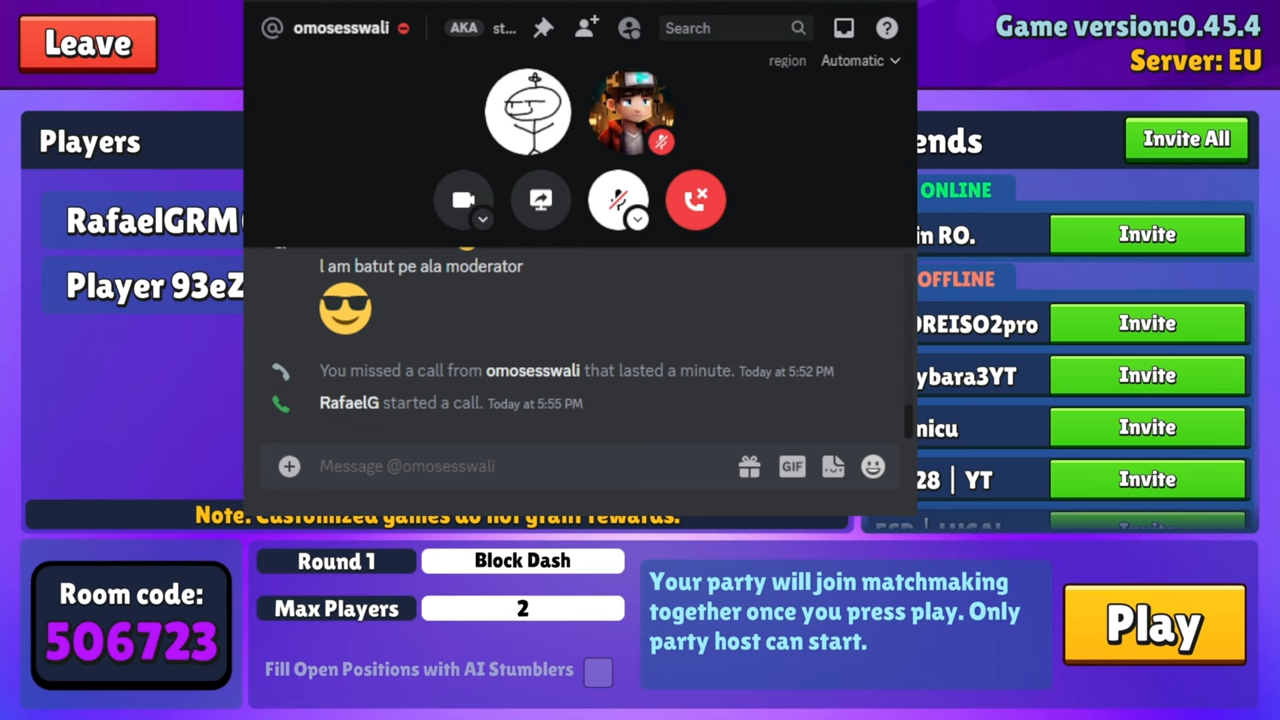 Leave
@ omosesswali
AKA st...
Search
Game version:0.45.4
Server: EU
region Automatic
Players
RafaelGRM
Player 93eZ
l am batut pe ala moderator
You missed a call from omosesswali that lasted a minute. Today at 5:52 PM
RafaelG started a call. Today at 5:55 PM
Message @omosesswali
GIF
ends
Invite All
ONLINE
in RO.
Invite
OFFLINE
OREISO2pro
Invite
ybara3YT
Invite
nicu
Invite
28 | YT
Invite
Invite
Note: Customized games do not grant rewards.
Room code:
506723
Round 1
Block Dash
Max Players
2
Fill Open Positions with AI Stumblers
Your party will join matchmaking
together once you press play. Only
party host can start.
Play